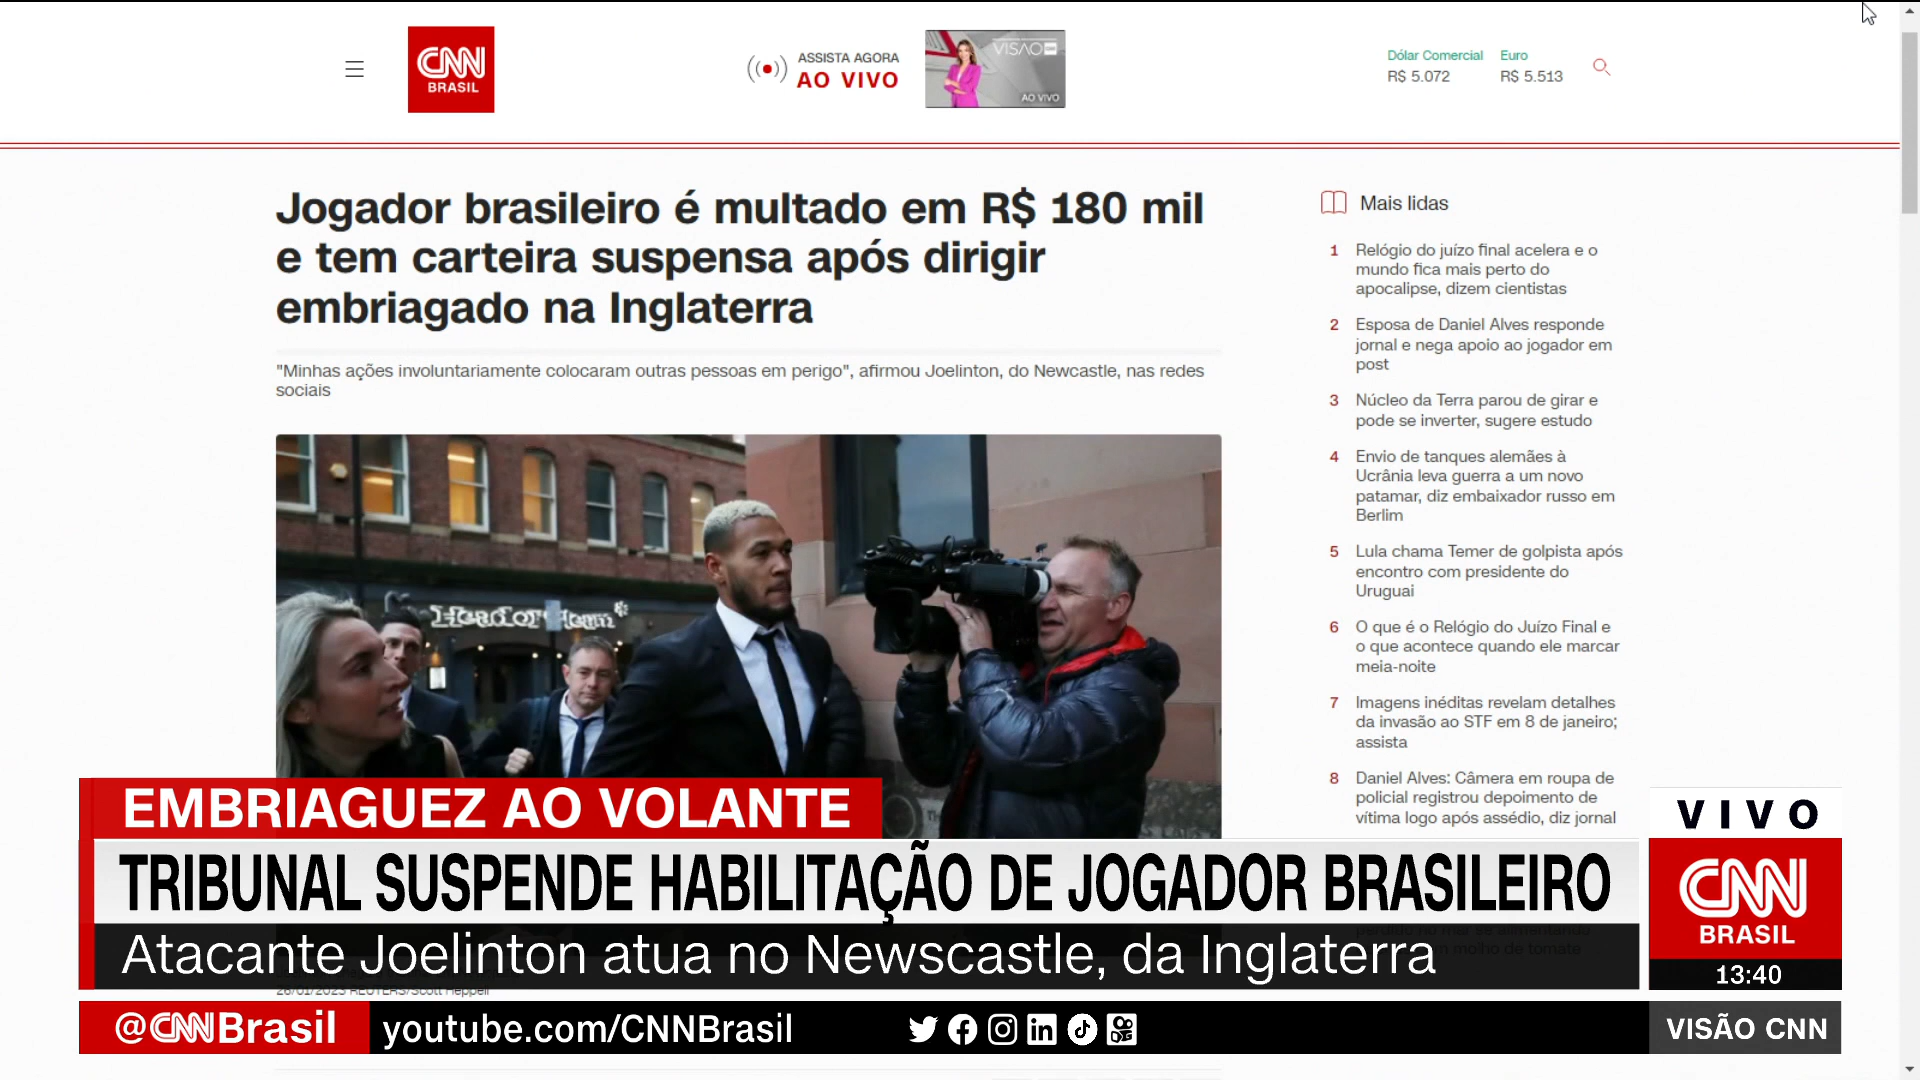 CNN
BRASIL
ASSISTA AGORA
AO VIVO
VISÃO CNN
AO VIVO
Dólar Comercial
R$ 5.072
Euro
R$ 5.513
Jogador brasileiro é multado em R$ 180 mil
e tem carteira suspensa após dirigir
embriagado na Inglaterra
"Minhas ações involuntariamente colocaram outras pessoas em perigo", afirmou Joelinton, do Newcastle, nas redes
sociais
Mais lidas
1 Relógio do juízo final acelera e o
mundo fica mais perto do
apocalipse, dizem cientistas
2 Esposa de Daniel Alves responde
jornal e nega apoio ao jogador em
post
3 Núcleo da Terra parou de girar e
pode se inverter, sugere estudo
4 Envio de tanques alemães à
Ucrânia leva guerra a um novo
patamar, diz embaixador russo em
Berlim
5 Lula chama Temer de golpista após
encontro com presidente do
Uruguai
6 O que é o Relógio do Juízo Final e
o que acontece quando ele marcar
meia-noite
7 Imagens inéditas revelam detalhes
da invasão ao STF em 8 de janeiro;
assista
8 Daniel Alves: Câmera em roupa de
policial registrou depoimento de
vítima logo após assédio, diz jornal
EMBRIAGUEZ AO VOLANTE
TRIBUNAL SUSPENDE HABILITAÇÃO DE JOGADOR BRASILEIRO
Atacante Joelinton atua no Newscastle, da Inglaterra
26/01/2023 REUTERS/Scott Heppell
VIVO
CNN
BRASIL
13:40
@CNNBrasil
youtube.com/CNNBrasil
VISÃO CNN